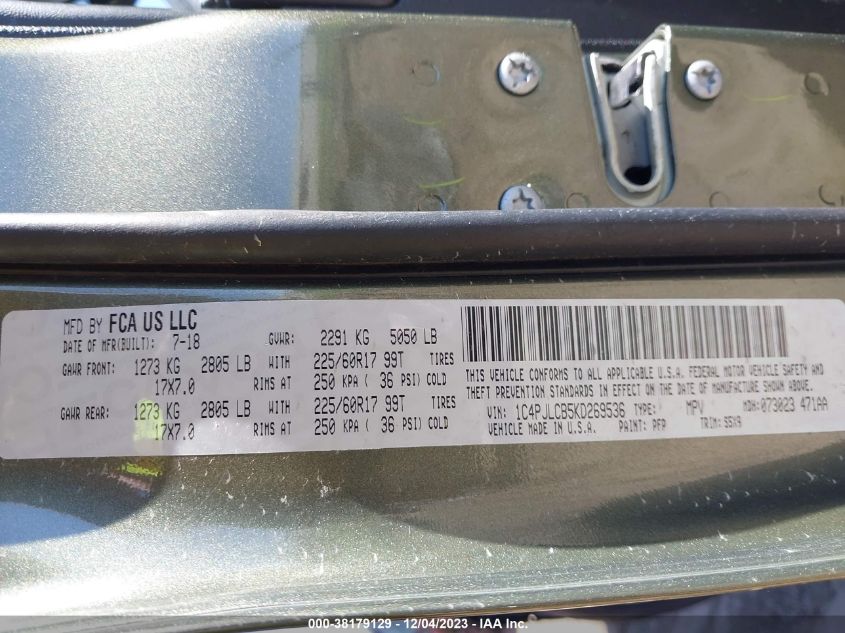 MFD BY FCA US LLC
DATE OF MFR(BUILT): 7-18 GVWR: 2291 KG 5050 LB
GAWR FRONT: 1273 KG 2805 LB WITH 225/60R17 99T TIRES
17X7.0 RIMS AT 250 KPA ( 36 PSI) COLD
GAWR REAR: 1273 KG 2805 LB WITH 225/60R17 99T TIRES
17X7.0 RIMS AT 250 KPA ( 36 PSI) COLD
THIS VEHICLE CONFORMS TO ALL APPLICABLE U.S.A. FEDERAL MOTOR VEHICLE SAFETY AND
THEFT PREVENTION STANDARDS IN EFFECT ON THE DATE OF MANUFACTURE SHOWN ABOVE.
VIN: 1C4PJLCB5KD269536 TYPE: MPV MDH: 073023 471AA
VEHICLE MADE IN U.S.A. PAINT: PFP TRIM: S5X9
000-38179129 - 12/04/2023 - IAA Inc.